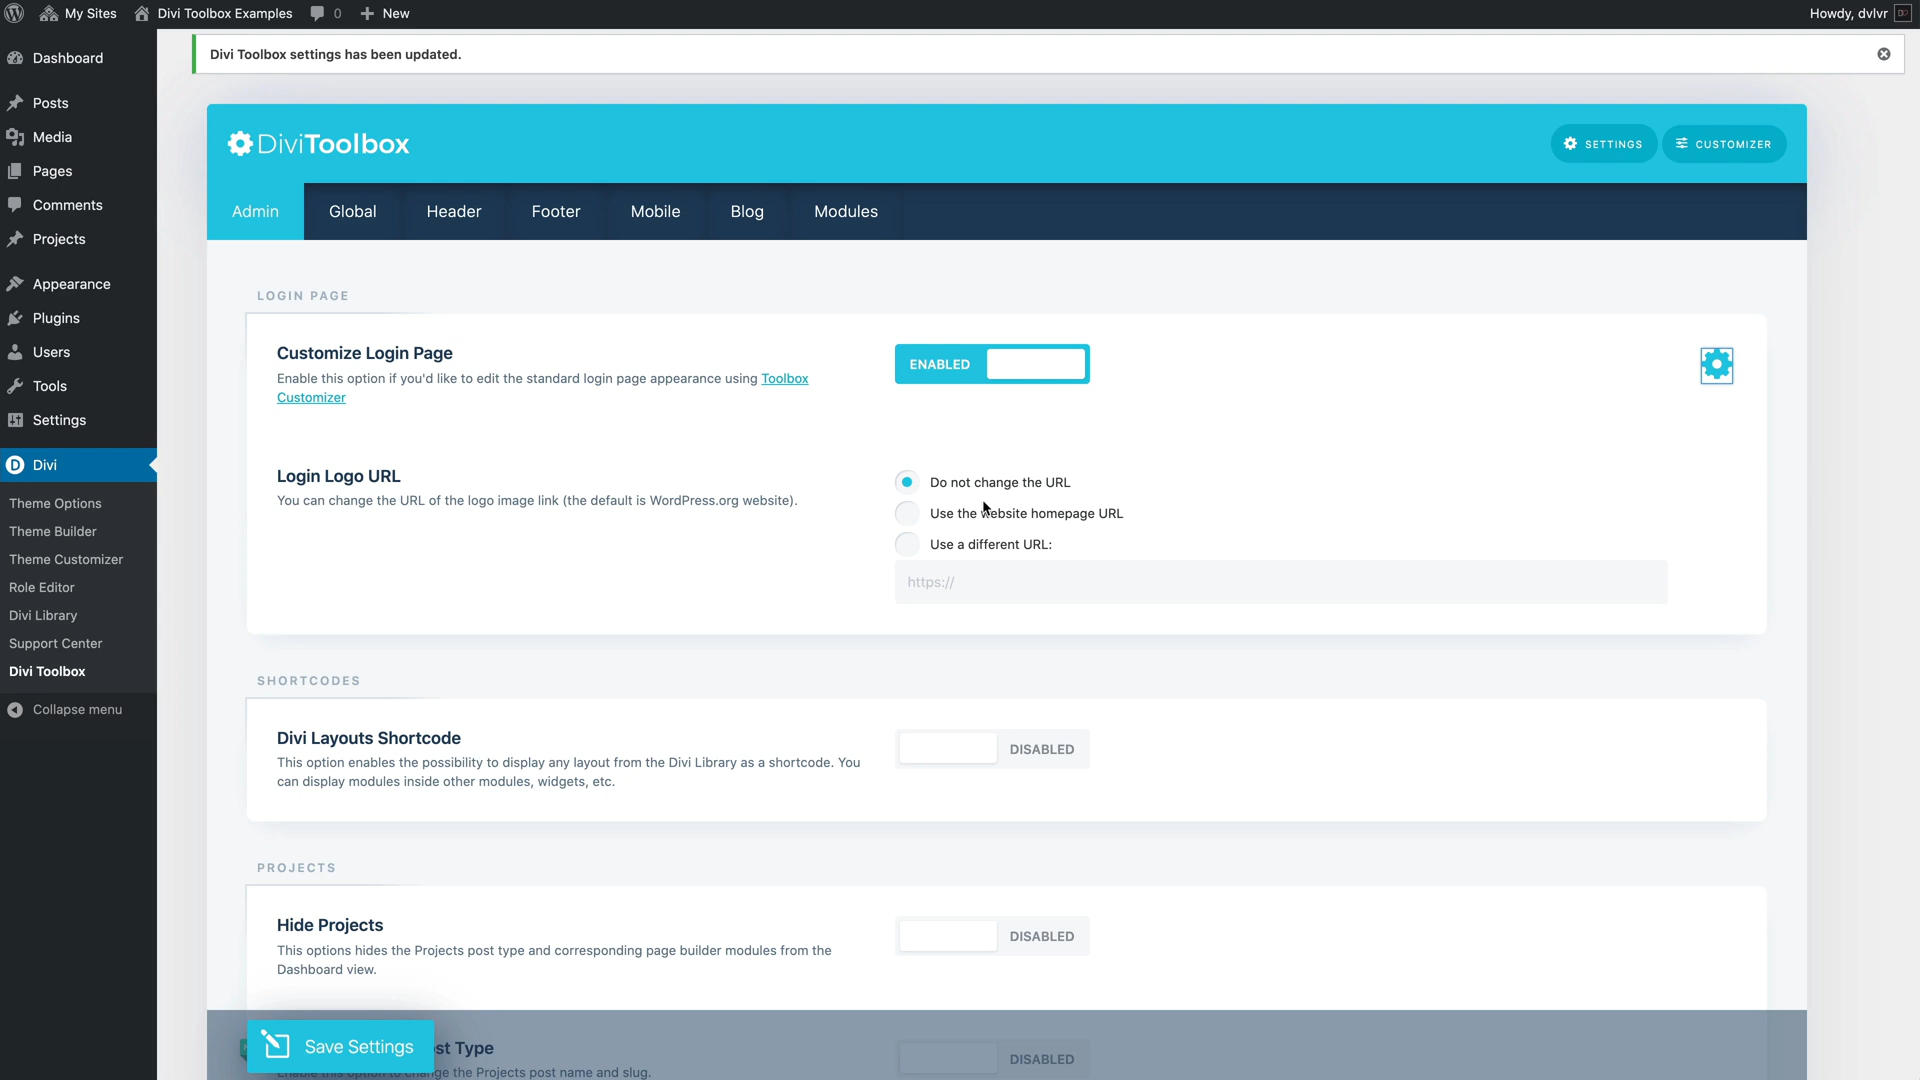 My Sites
Divi Toolbox Examples
0
New
Howdy, dvlvr
Dashboard
Posts
Media
Pages
Comments
Projects
Appearance
Plugins
Users
Tools
Settings
Divi
Theme Options
Theme Builder
Theme Customizer
Role Editor
Divi Library
Support Center
Divi Toolbox
Collapse menu
Divi Toolbox settings has been updated.
DiviToolbox
SETTINGS
CUSTOMIZER
Admin
Global
Header
Footer
Mobile
Blog
Modules
LOGIN PAGE
Customize Login Page
Enable this option if you'd like to edit the standard login page appearance using Toolbox
Customizer
ENABLED
Login Logo URL
You can change the URL of the logo image link (the default is WordPress.org website).
Do not change the URL
Use the website homepage URL
Use a different URL:
https://
SHORTCODES
Divi Layouts Shortcode
This option enables the possibility to display any layout from the Divi Library as a shortcode. You
can display modules inside other modules, widgets, etc.
DISABLED
PROJECTS
Hide Projects
This options hides the Projects post type and corresponding page builder modules from the
Dashboard view.
DISABLED
Save Settings
st Type
DISABLED
the Projects post name and slug.